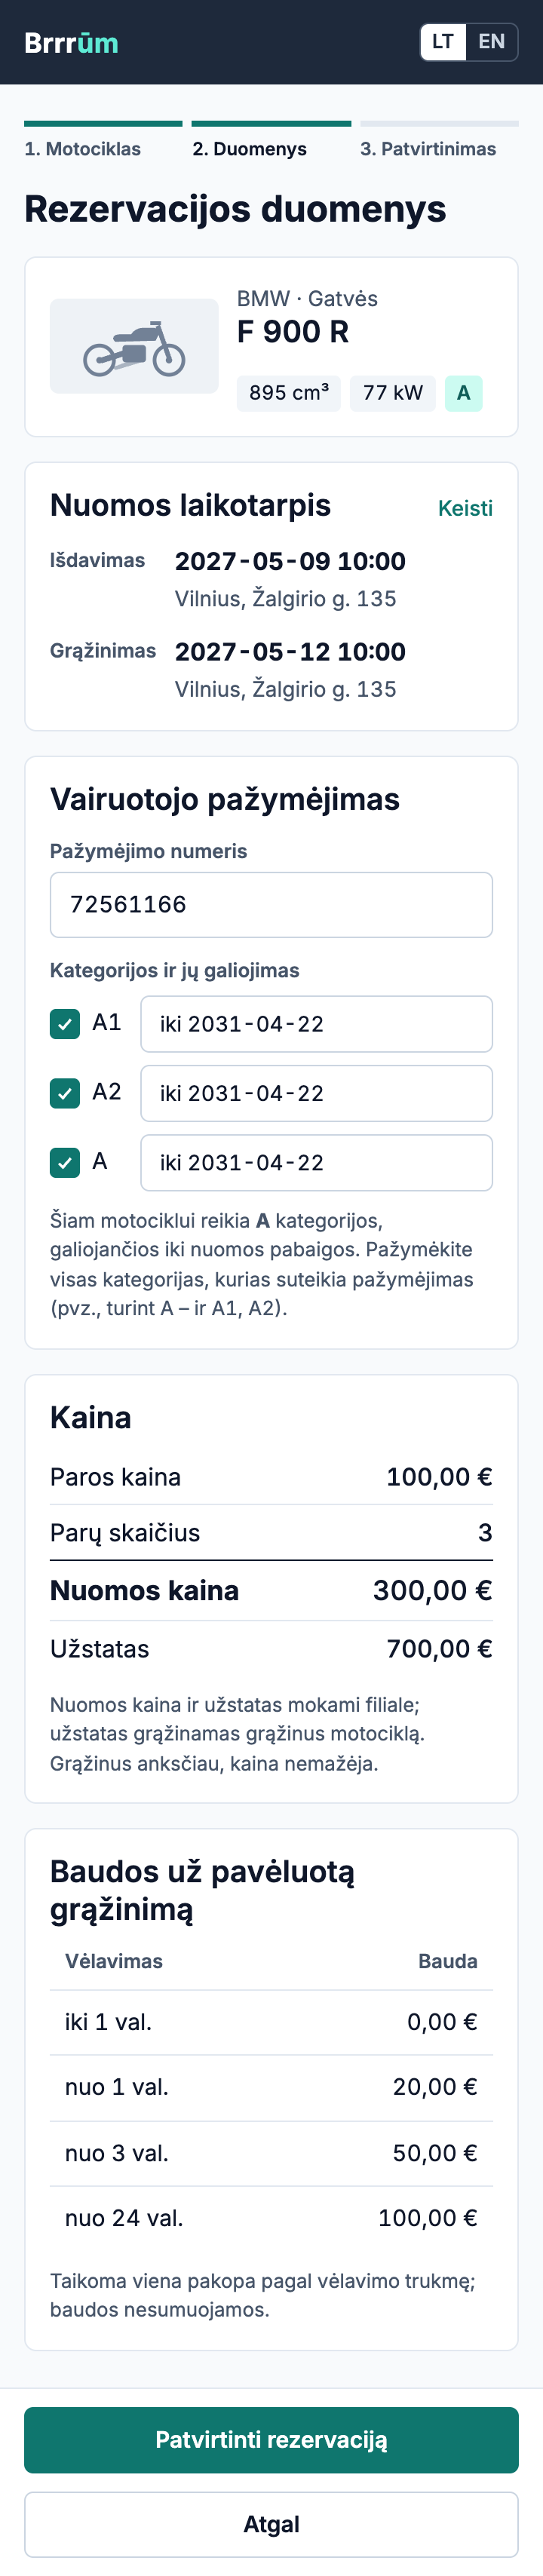 Brrrūm
LT EN
1. Motociklas
2. Duomenys
3. Patvirtinimas
Rezervacijos duomenys
BMW · Gatvės
F 900 R
895 cm³ 77 kW A
Nuomos laikotarpis
Keisti
Išdavimas 2027-05-09 10:00
Vilnius, Žalgirio g. 135
Grąžinimas 2027-05-12 10:00
Vilnius, Žalgirio g. 135
Vairuotojo pažymėjimas
Pažymėjimo numeris
72561166
Kategorijos ir jų galiojimas
A1 iki 2031-04-22
A2 iki 2031-04-22
A iki 2031-04-22
Šiam motociklui reikia A kategorijos,
galiojančios iki nuomos pabaigos. Pažymėkite
visas kategorijas, kurias suteikia pažymėjimas
(pvz., turint A – ir A1, A2).
Kaina
Paros kaina 100,00 €
Parų skaičius 3
Nuomos kaina 300,00 €
Užstatas 700,00 €
Nuomos kaina ir užstatas mokami filiale;
užstatas grąžinamas grąžinus motociklą.
Grąžinus anksčiau, kaina nemažėja.
Baudos už pavėluotą
grąžinimą
Vėlavimas Bauda
iki 1 val. 0,00 €
nuo 1 val. 20,00 €
nuo 3 val. 50,00 €
nuo 24 val. 100,00 €
Taikoma viena pakopa pagal vėlavimo trukmę;
baudos nesumuojamos.
Patvirtinti rezervaciją
Atgal